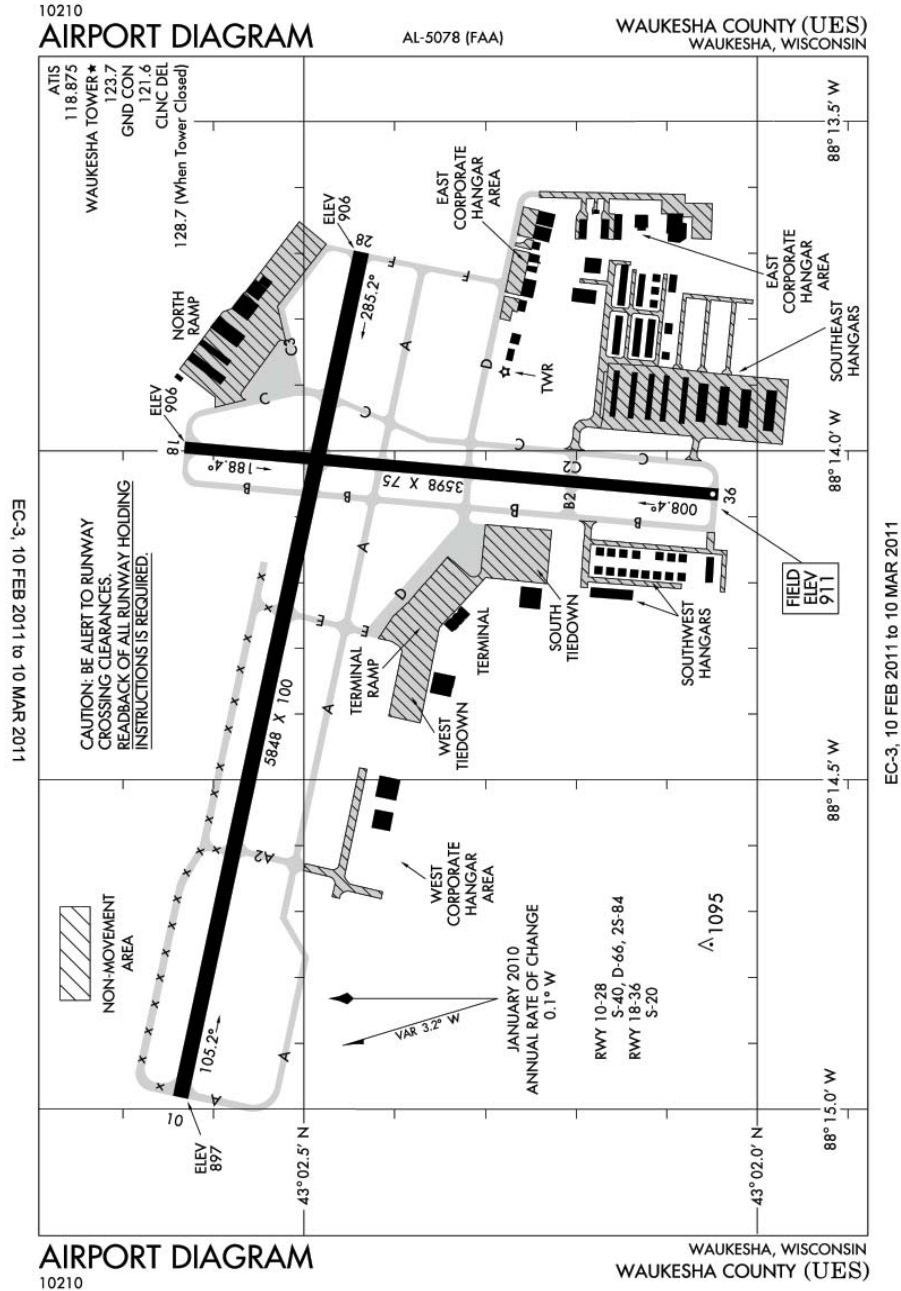 10210
AIRPORT DIAGRAM
AL-5078 (FAA)
WAUKESHA COUNTY (UES)
WAUKESHA, WISCONSIN
ATIS
118.875
WAUKESHA TOWER★
123.7
GND CON
121.6
CLNC DEL
128.7 (When Tower Closed)
88° 13.5' W
88° 14.0' W
88° 14.5' W
88° 15.0' W
43° 02.5' N
43° 02.0' N
NORTH
RAMP
ELEV
906
28
285.2°
ELEV
906
18
188.4°
EAST
CORPORATE
HANGAR
AREA
F
F
A
C3
C
C
D
TWR
EAST
CORPORATE
HANGAR
AREA
SOUTHEAST
HANGARS
C
C2
C
3598 X 75
B
B
B
B2
B
008.4°
36
FIELD
ELEV
911
CAUTION: BE ALERT TO RUNWAY
CROSSING CLEARANCES.
READBACK OF ALL RUNWAY HOLDING
INSTRUCTIONS IS REQUIRED.
A
D
E
E
TERMINAL
RAMP
TERMINAL
SOUTH
TIEDOWN
SOUTHWEST
HANGARS
WEST
TIEDOWN
5848 X 100
A
x x x x x x x x x x x x x x x x x x x
A2
WEST
CORPORATE
HANGAR
AREA
NON-MOVEMENT
AREA
1095
JANUARY 2010
ANNUAL RATE OF CHANGE
0.1° W
VAR 3.2° W
RWY 10-28
S-40, D-66, 2S-84
RWY 18-36
S-20
105.2°
10
A
A
ELEV
897
EC-3, 10 FEB 2011 to 10 MAR 2011
EC-3, 10 FEB 2011 to 10 MAR 2011
AIRPORT DIAGRAM
10210
WAUKESHA, WISCONSIN
WAUKESHA COUNTY (UES)